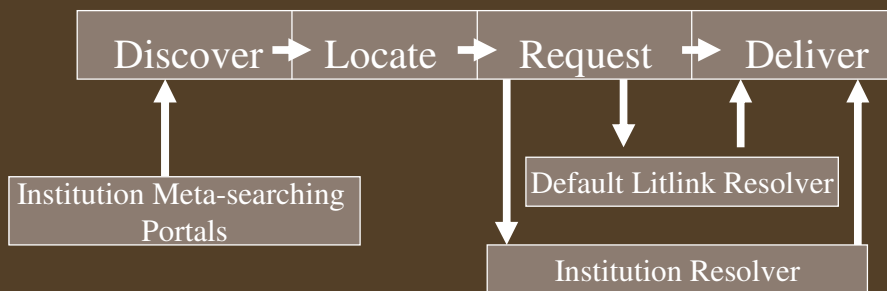 Discover
Locate
Request
Deliver
Institution Meta-searching
Portals
Default Litlink Resolver
Institution Resolver